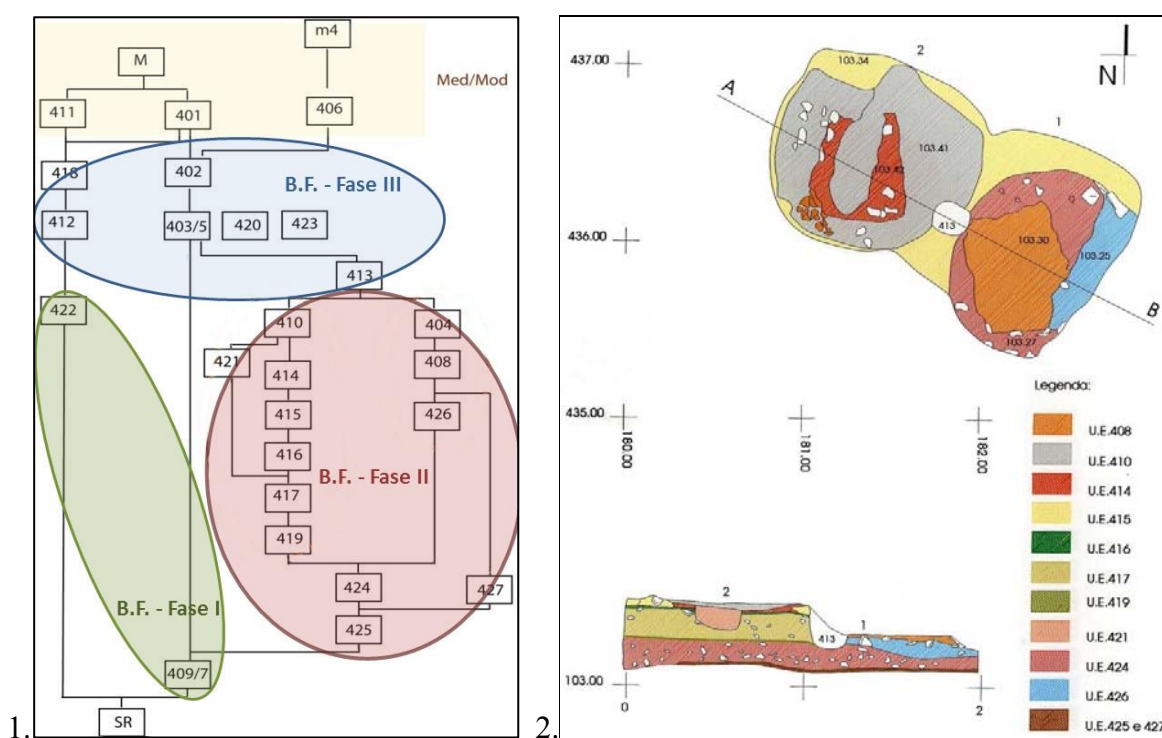 m4
M
Med/Mod
411
401
406
418
402
B.F. - Fase III
412
403/5
420
423
413
422
410
404
421
414
408
415
426
416
B.F. - Fase II
417
419
424
427
B.F. - Fase I
425
409/7
SR
1.
437.00
436.00
435.00
180.00
181.00
182.00
A
B
N
2
1
103.34
103.41
103.42
413
103.30
103.25
103.27
Legenda:
U.E.408
U.E.410
U.E.414
U.E.415
U.E.416
U.E.417
U.E.419
U.E.421
U.E.424
U.E.426
U.E.425 e 427
2
413
1
103.00
0
1
2
2.